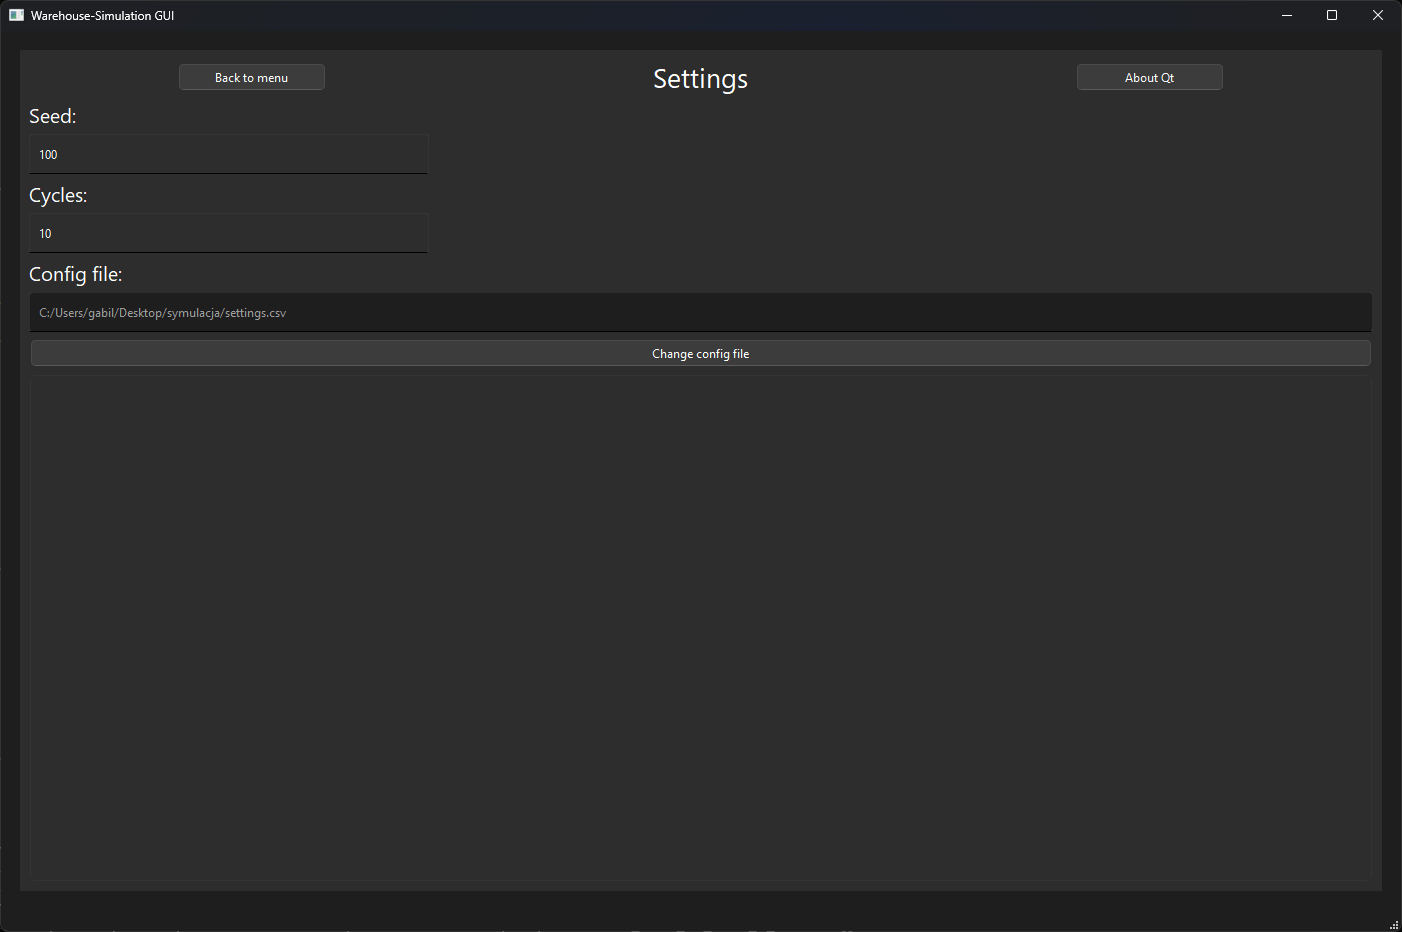 Warehouse-Simulation GUI
Back to menu
Settings
About Qt
Seed:
100
Cycles:
10
Config file:
C:/Users/gabil/Desktop/symulacja/settings.csv
Change config file